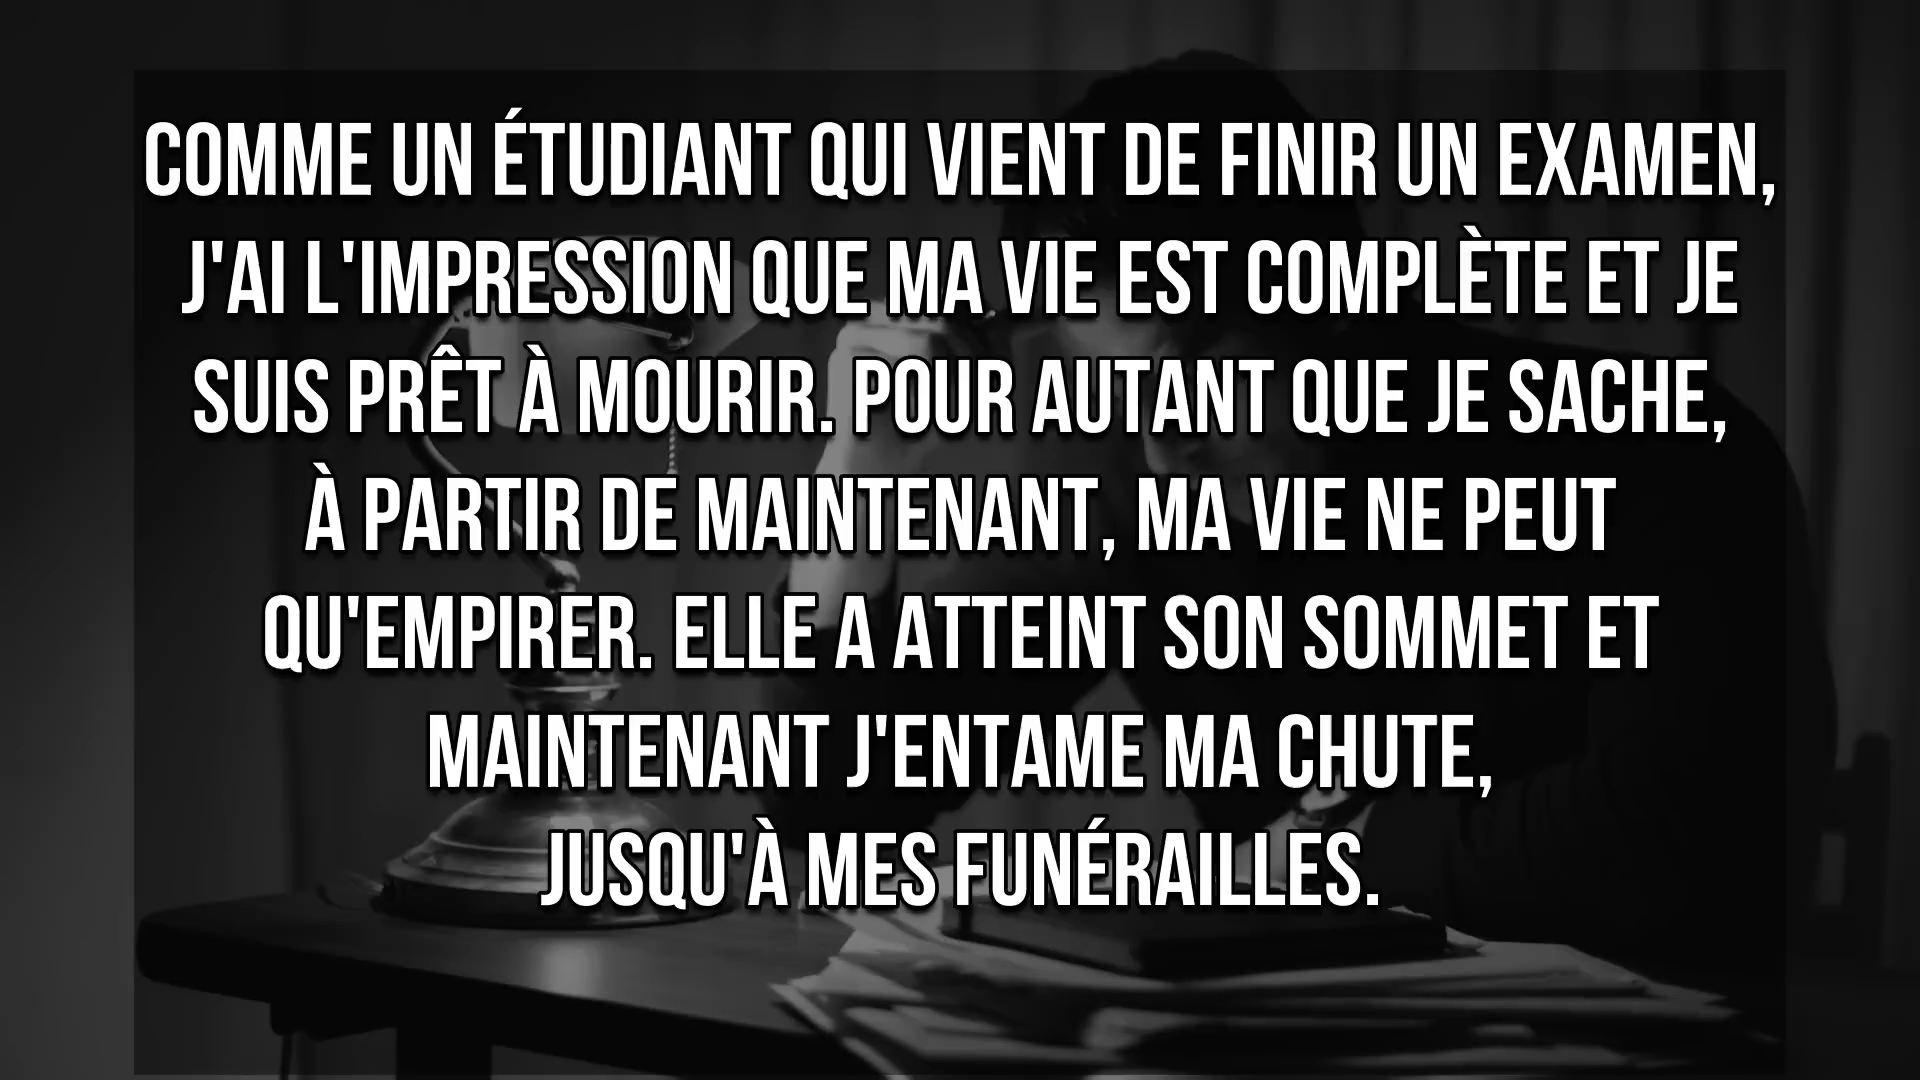 COMME UN ÉTUDIANT QUI VIENT DE FINIR UN EXAMEN,
J'AI L'IMPRESSION QUE MA VIE EST COMPLÈTE ET JE
SUIS PRÊT À MOURIR. POUR AUTANT QUE JE SACHE,
À PARTIR DE MAINTENANT, MA VIE NE PEUT
QU'EMPIRER. ELLE A ATTEINT SON SOMMET ET
MAINTENANT J'ENTAME MA CHUTE,
JUSQU'À MES FUNÉRAILLES.